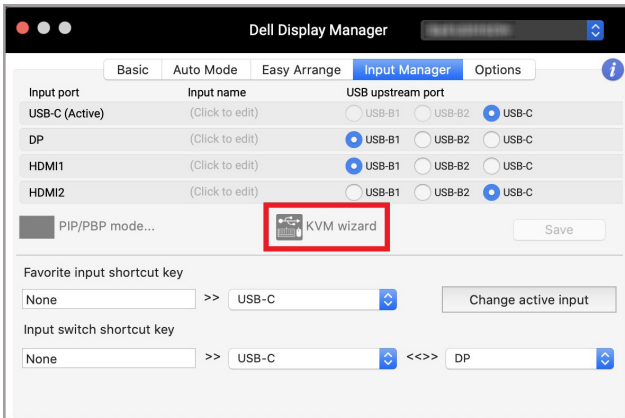 Dell Display Manager
Basic Auto Mode Easy Arrange Input Manager Options i
Input port Input name USB upstream port
USB-C (Active) (Click to edit) USB-B1 USB-B2 USB-C
DP (Click to edit) USB-B1 USB-B2 USB-C
HDMI1 (Click to edit) USB-B1 USB-B2 USB-C
HDMI2 (Click to edit) USB-B1 USB-B2 USB-C
PIP/PBP mode... KVM wizard Save
Favorite input shortcut key
None >> USB-C Change active input
Input switch shortcut key
None >> USB-C <<>> DP